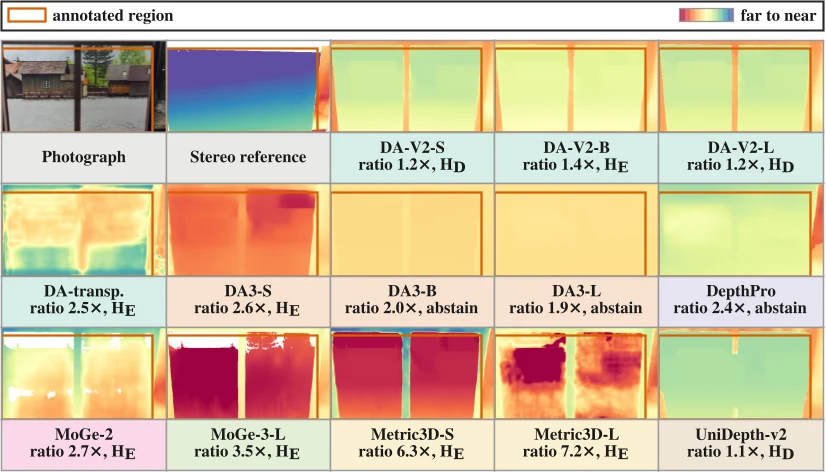 annotated region
far to near
Photograph
Stereo reference
DA-V2-S
ratio 1.2×, HD
DA-V2-B
ratio 1.4×, HE
DA-V2-L
ratio 1.2×, HD
DA-transp.
ratio 2.5×, HE
DA3-S
ratio 2.6×, HE
DA3-B
ratio 2.0×, abstain
DA3-L
ratio 1.9×, abstain
DepthPro
ratio 2.4×, abstain
MoGe-2
ratio 2.7×, HE
MoGe-3-L
ratio 3.5×, HE
Metric3D-S
ratio 6.3×, HE
Metric3D-L
ratio 7.2×, HE
UniDepth-v2
ratio 1.1×, HD